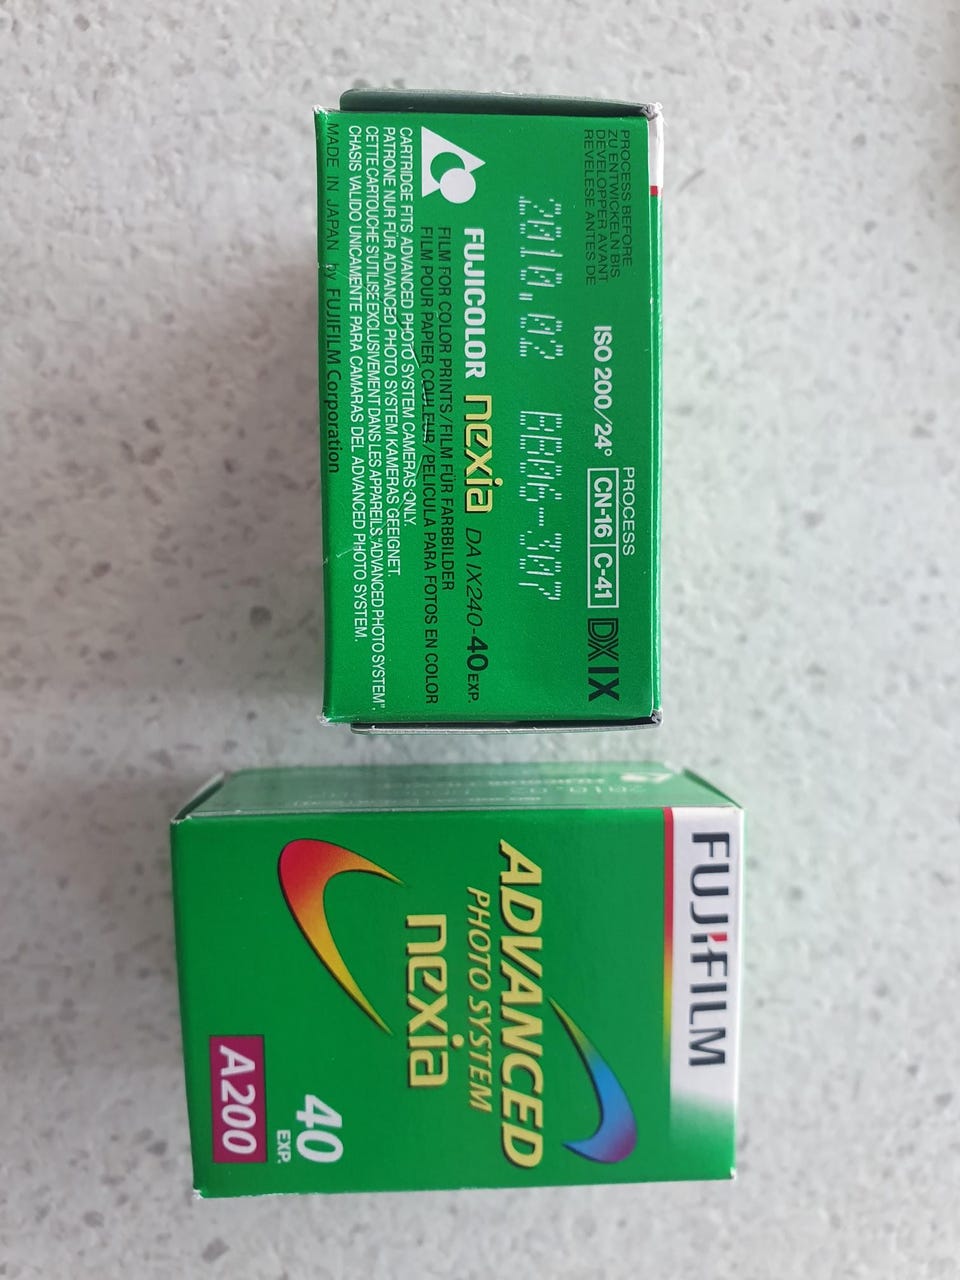 PROCESS BEFORE
ZU ENTWICKELN BIS
DEVELOPPER AVANT
REVELESE ANTES DE
2010.02
ISO 200/24°
PROCESS
CN-16 C-41
DX IX
FUJICOLOR nexia DA IX240-40 EXP.
FILM FOR COLOR PRINTS/FILM FÜR FARBBILDER
FILM POUR PAPIER COULEUR/PELICULA PARA FOTOS EN COLOR
CARTRIDGE FITS ADVANCED PHOTO SYSTEM CAMERAS ONLY.
PATRONE NUR FÜR ADVANCED PHOTO SYSTEM KAMERAS GEEIGNET.
CETTE CARTOUCHE S'UTILISE EXCLUSIVEMENT DANS LES APPAREILS "ADVANCED PHOTO SYSTEM".
CHASIS VALIDO UNICAMENTE PARA CAMARAS DEL ADVANCED PHOTO SYSTEM.
MADE IN JAPAN by FUJIFILM Corporation
FUJIFILM
ADVANCED
PHOTO SYSTEM
nexia
40
EXP.
A200